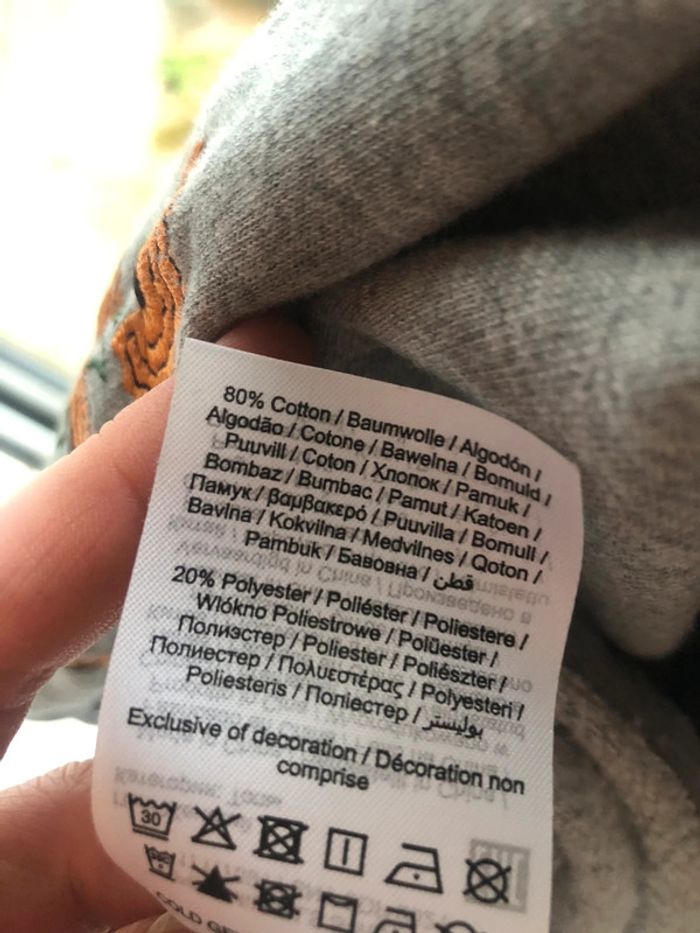 80% Cotton / Baumwolle / Algodón /
Algodão / Cotone / Bawełna / Bomuld /
Puuvill / Coton / Хлопок / Pamuk /
Bombaz / Bumbac / Pamut / Katoen /
Памук / βαμβακερό / Puuvilla / Bomull /
Bavlna / Kokvilna / Medvilnes / Qoton /
Pambuk / Бавовна / قطن
20% Polyester / Poliéster / Poliestere /
Włókno Poliestrowe / Polüester /
Полиэстер / Poliester / Poliészter /
Полиестер / Πολυεστέρας / Polyesteri /
Poliesteris / Поліестер / بوليستر
Exclusive of decoration / Décoration non
comprise
30